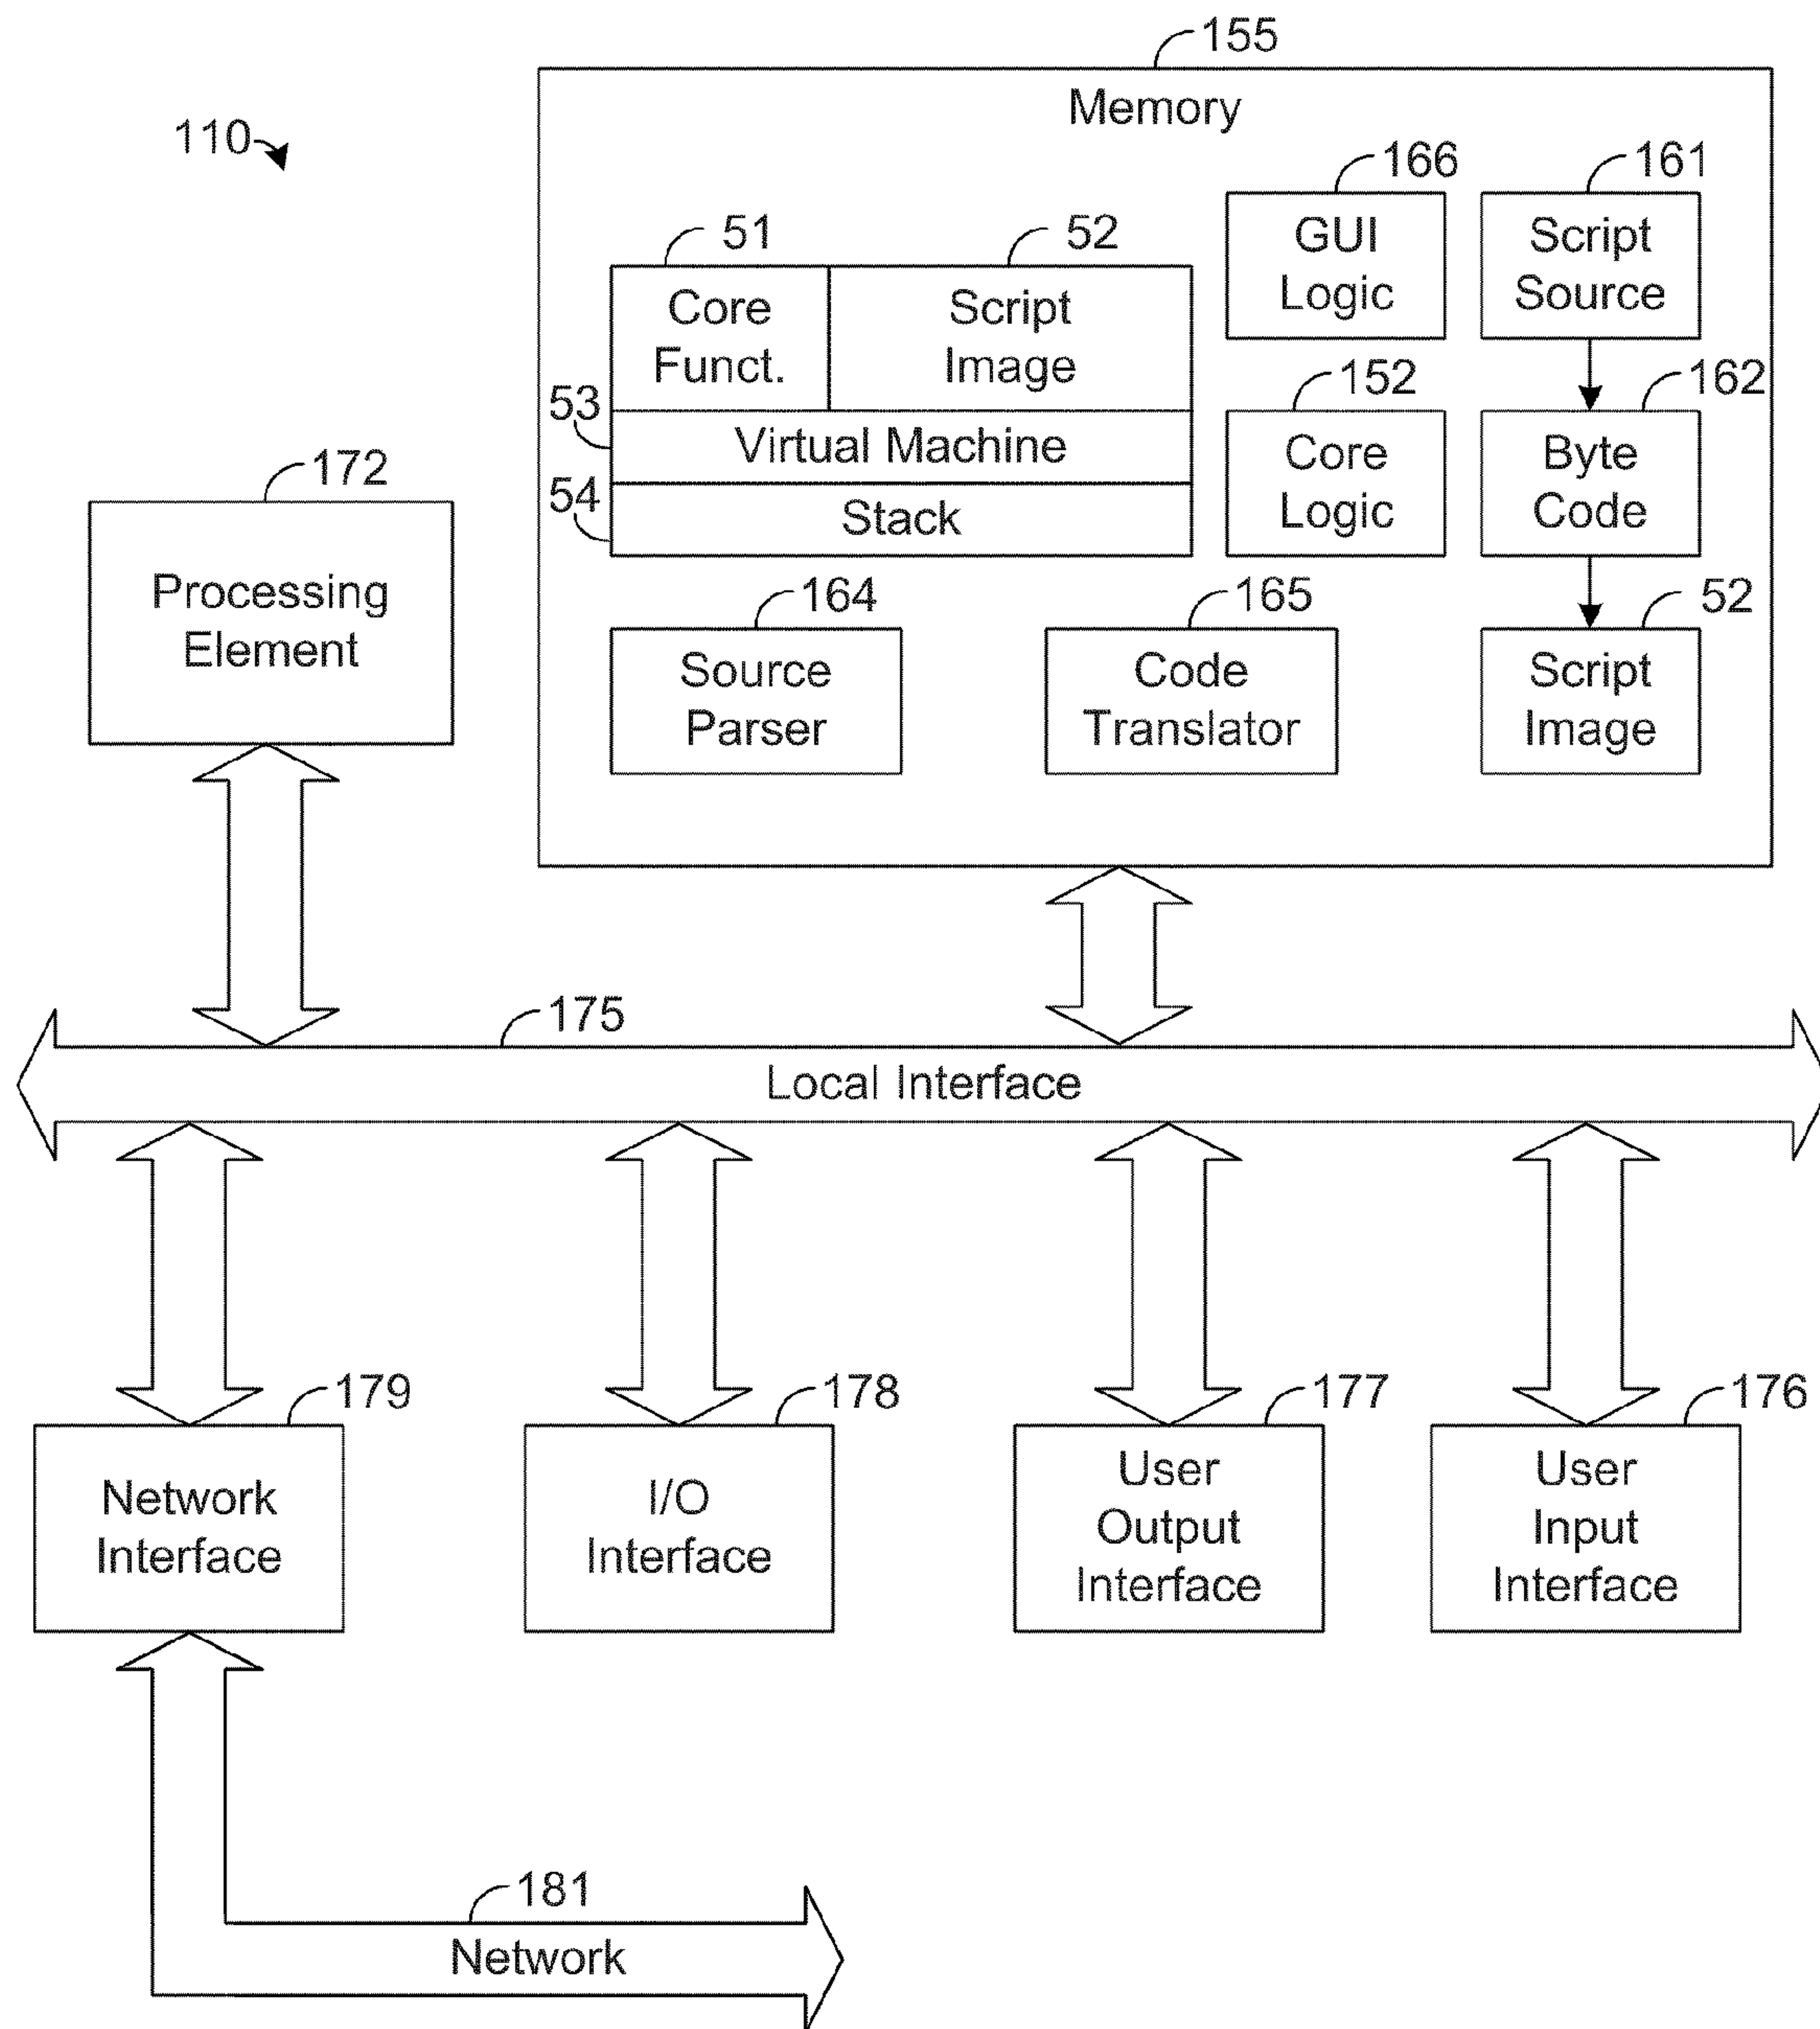 155
Memory
110
166
161
GUI
Logic
Script
Source
51
52
Core
Funct.
Script
Image
152
162
53
Virtual Machine
Core
Logic
Byte
Code
172
54
Stack
Processing
Element
164
165
52
Source
Parser
Code
Translator
Script
Image
175
Local Interface
179
178
177
176
Network
Interface
I/O
Interface
User
Output
Interface
User
Input
Interface
181
Network